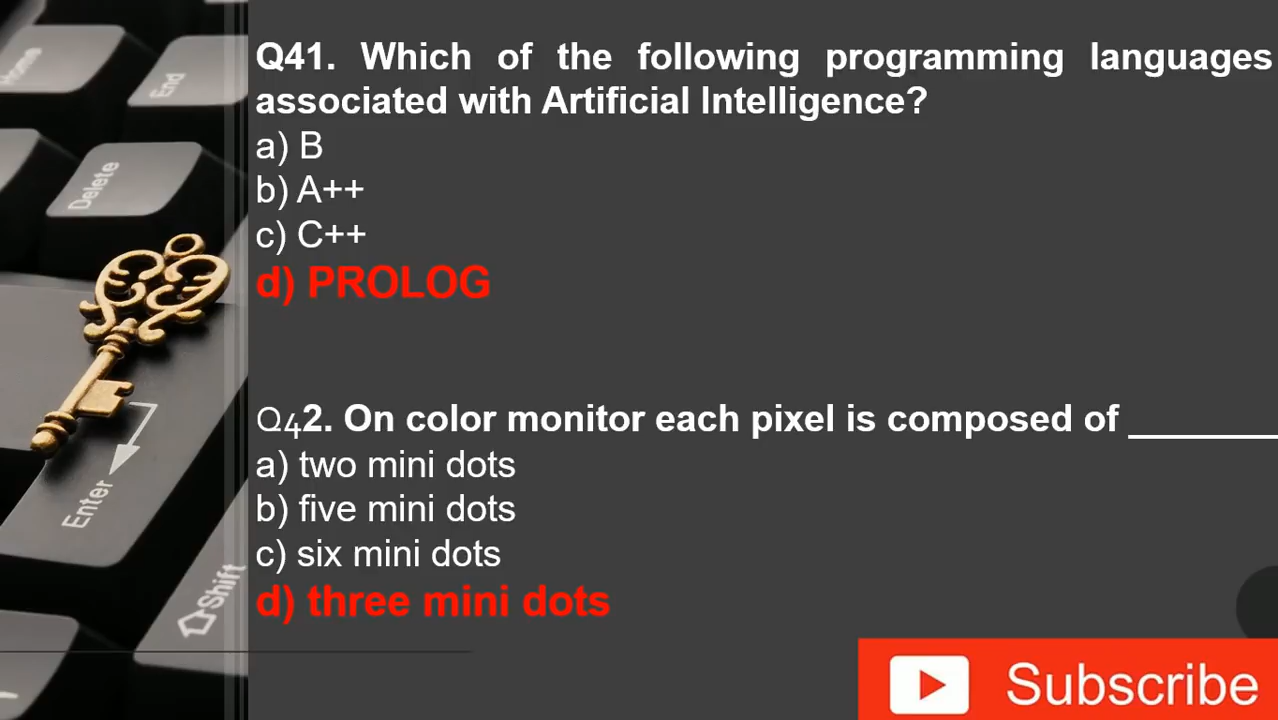 Home
End
Delete
Enter
Shift
Q41. Which of the following programming languages
associated with Artificial Intelligence?
a) B
b) A++
c) C++
d) PROLOG
Q42. On color monitor each pixel is composed of ________
a) two mini dots
b) five mini dots
c) six mini dots
d) three mini dots
Subscribe